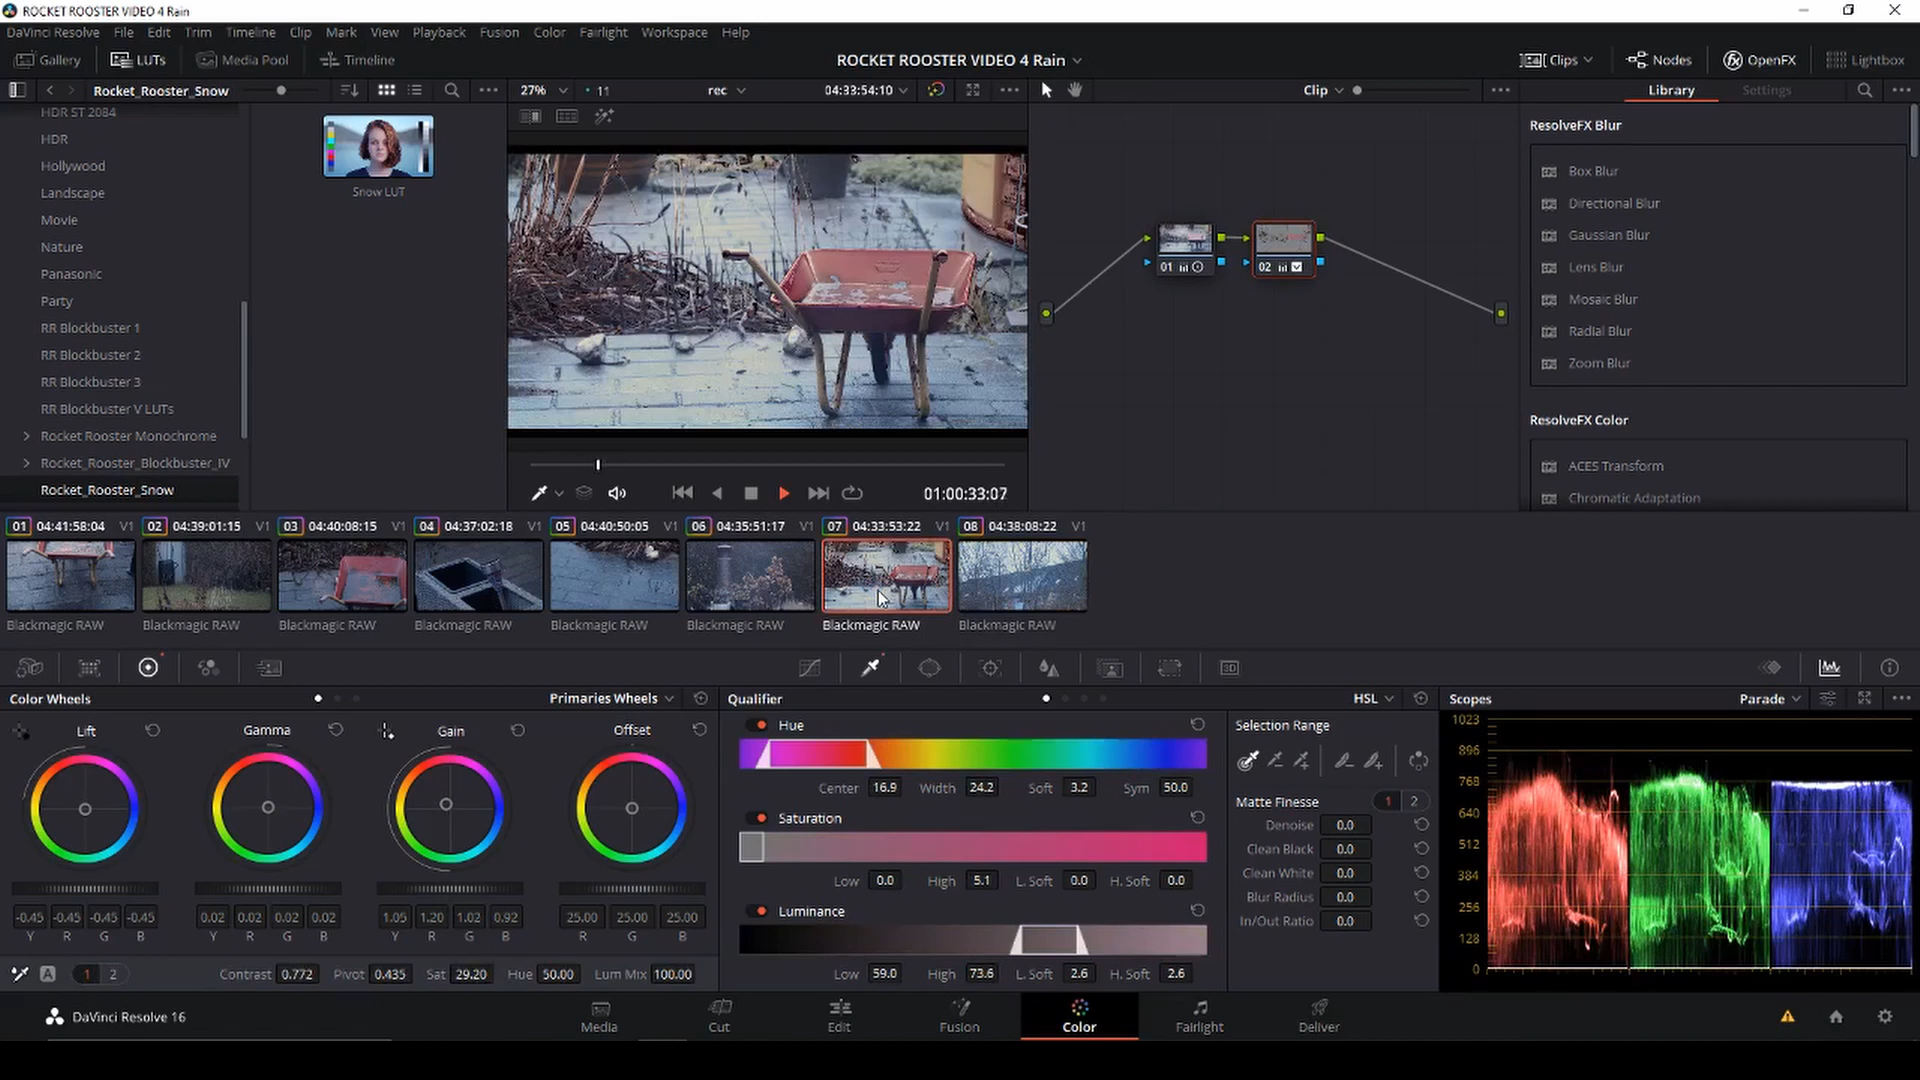 ROCKET ROOSTER VIDEO 4 Rain
DaVinci Resolve File Edit Trim Timeline Clip Mark View Playback Fusion Color Fairlight Workspace Help
Gallery LUTs Media Pool Timeline ROCKET ROOSTER VIDEO 4 Rain Clips Nodes OpenFX Lightbox
Rocket_Rooster_Snow 27% 11 rec 04:33:54:10 Clip Library Settings
HDR ST 2084
HDR
Hollywood
Landscape
Movie
Nature
Panasonic
Party
RR Blockbuster 1
RR Blockbuster 2
RR Blockbuster 3
RR Blockbuster V LUTs
Rocket Rooster Monochrome
Rocket_Rooster_Blockbuster_IV
Rocket_Rooster_Snow
Snow LUT
01:00:33:07
01 02
ResolveFX Blur
Box Blur
Directional Blur
Gaussian Blur
Lens Blur
Mosaic Blur
Radial Blur
Zoom Blur
ResolveFX Color
ACES Transform
Chromatic Adaptation
01 04:41:58:04 V1 02 04:39:01:15 V1 03 04:40:08:15 V1 04 04:37:02:18 V1 05 04:40:50:05 V1 06 04:35:51:17 V1 07 04:33:53:22 V1 08 04:38:08:22 V1
Blackmagic RAW Blackmagic RAW Blackmagic RAW Blackmagic RAW Blackmagic RAW Blackmagic RAW Blackmagic RAW Blackmagic RAW
3D
Color Wheels Primaries Wheels
Lift Gamma Gain Offset
-0.45 -0.45 -0.45 -0.45 0.02 0.02 0.02 0.02 1.05 1.20 1.02 0.92 25.00 25.00 25.00
Y R G B Y R G B Y R G B R G B
A 1 2 Contrast 0.772 Pivot 0.435 Sat 29.20 Hue 50.00 Lum Mix 100.00
Qualifier HSL
Hue
Center 16.9 Width 24.2 Soft 3.2 Sym 50.0
Saturation
Low 0.0 High 5.1 L. Soft 0.0 H. Soft 0.0
Luminance
Low 59.0 High 73.6 L. Soft 2.6 H. Soft 2.6
Selection Range
Matte Finesse 1 2
Denoise 0.0
Clean Black 0.0
Clean White 0.0
Blur Radius 0.0
In/Out Ratio 0.0
Scopes Parade
1023
896
768
640
512
384
256
128
0
DaVinci Resolve 16 Media Cut Edit Fusion Color Fairlight Deliver